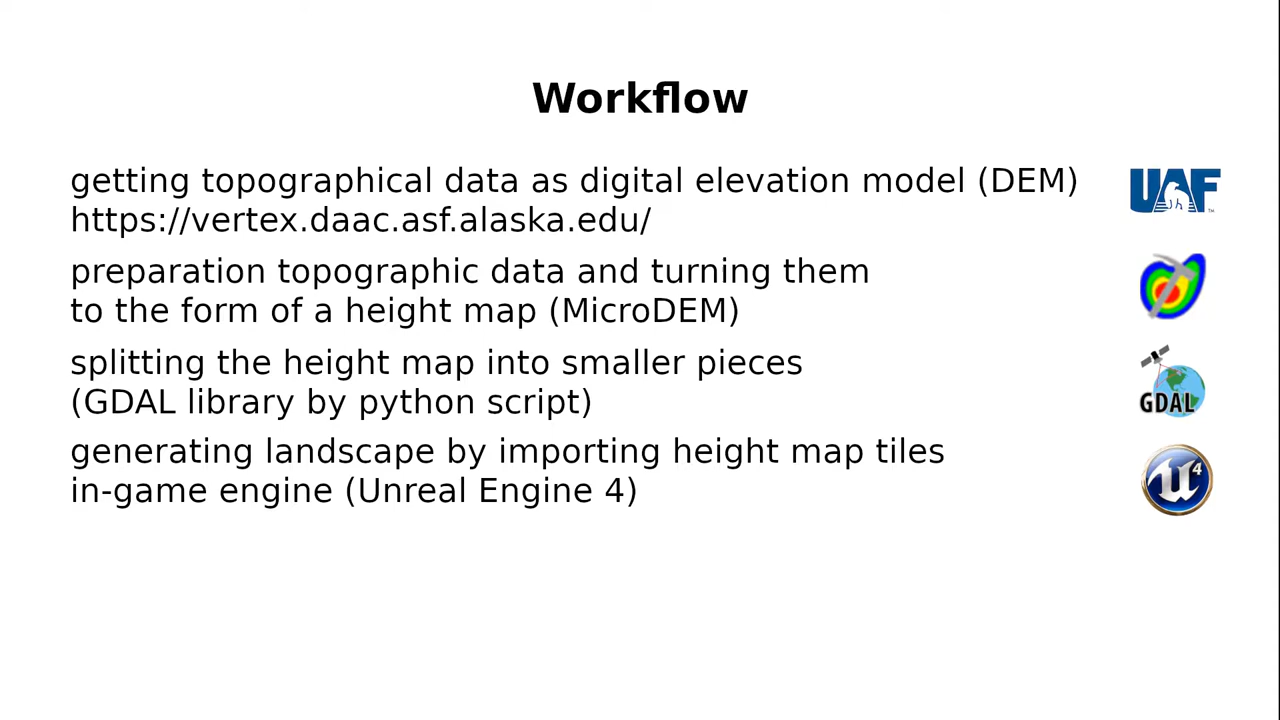 Workflow
getting topographical data as digital elevation model (DEM)
https://vertex.daac.asf.alaska.edu/
UAF
preparation topographic data and turning them
to the form of a height map (MicroDEM)
splitting the height map into smaller pieces
(GDAL library by python script)
GDAL
generating landscape by importing height map tiles
in-game engine (Unreal Engine 4)
U4